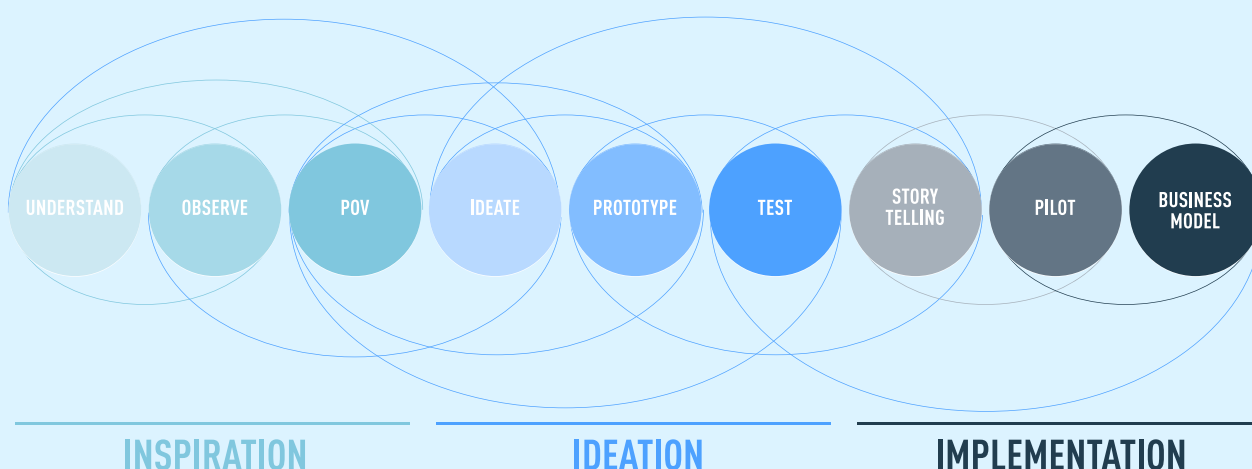 UNDERSTAND
OBSERVE
POV
IDEATE
PROTOTYPE
TEST
STORY
TELLING
PILOT
BUSINESS
MODEL
INSPIRATION
IDEATION
IMPLEMENTATION